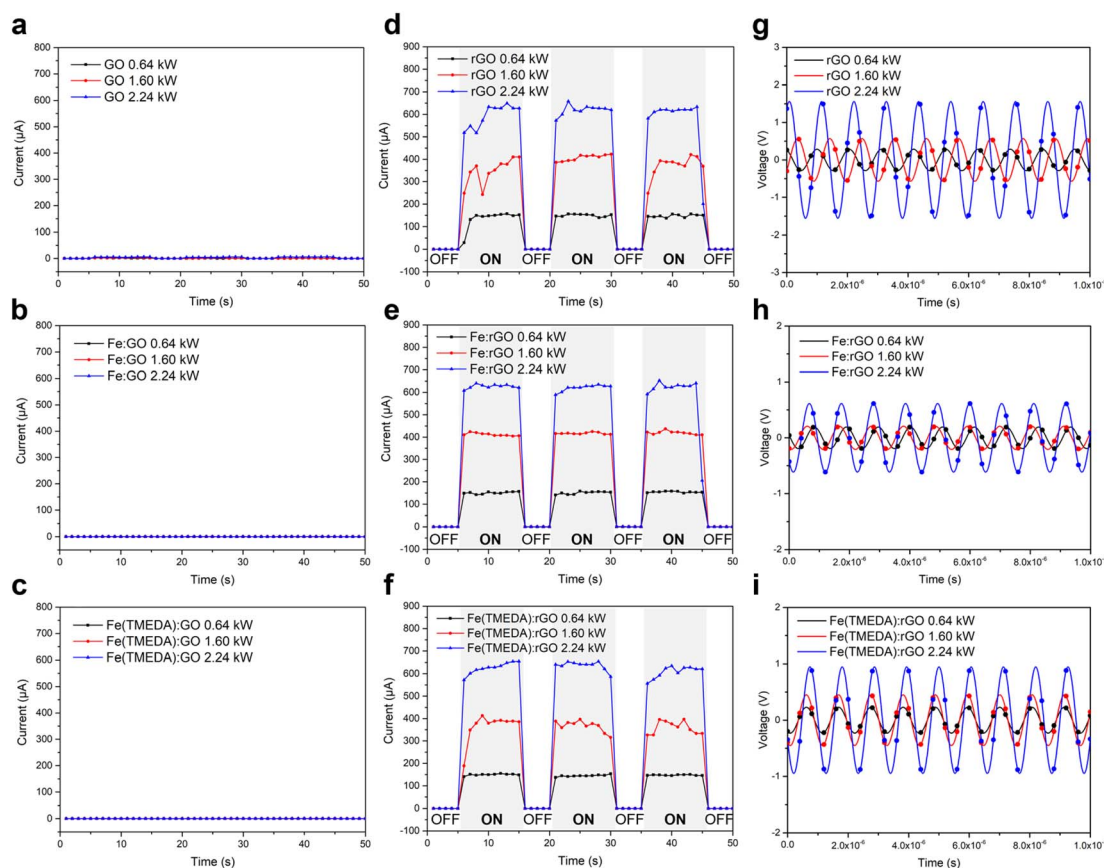 a
800
700
600
500
400
300
200
100
0
-100
GO 0.64 kW
GO 1.60 kW
GO 2.24 kW
Current (µA)
0 10 20 30 40 50
Time (s)
b
800
700
600
500
400
300
200
100
0
-100
Fe:GO 0.64 kW
Fe:GO 1.60 kW
Fe:GO 2.24 kW
Current (µA)
0 10 20 30 40 50
Time (s)
c
800
700
600
500
400
300
200
100
0
-100
Fe(TMEDA):GO 0.64 kW
Fe(TMEDA):GO 1.60 kW
Fe(TMEDA):GO 2.24 kW
Current (µA)
0 10 20 30 40 50
Time (s)
d
900
800
700
600
500
400
300
200
100
0
-100
rGO 0.64 kW
rGO 1.60 kW
rGO 2.24 kW
Current (µA)
OFF ON OFF ON OFF ON OFF
0 10 20 30 40 50
Time (s)
e
900
800
700
600
500
400
300
200
100
0
-100
Fe:rGO 0.64 kW
Fe:rGO 1.60 kW
Fe:rGO 2.24 kW
Current (µA)
OFF ON OFF ON OFF ON OFF
0 10 20 30 40 50
Time (s)
f
900
800
700
600
500
400
300
200
100
0
-100
Fe(TMEDA):rGO 0.64 kW
Fe(TMEDA):rGO 1.60 kW
Fe(TMEDA):rGO 2.24 kW
Current (µA)
OFF ON OFF ON OFF ON OFF
0 10 20 30 40 50
Time (s)
g
3
2
1
0
-1
-2
-3
rGO 0.64 kW
rGO 1.60 kW
rGO 2.24 kW
Voltage (V)
0.0 2.0x10⁻⁶ 4.0x10⁻⁶ 6.0x10⁻⁶ 8.0x10⁻⁶ 1.0x10⁻
Time (s)
h
2
1
0
-1
-2
Fe:rGO 0.64 kW
Fe:rGO 1.60 kW
Fe:rGO 2.24 kW
Voltage (V)
0.0 2.0x10⁻⁶ 4.0x10⁻⁶ 6.0x10⁻⁶ 8.0x10⁻⁶ 1.0x10⁻
Time (s)
i
2
1
0
-1
-2
Fe(TMEDA):rGO 0.64 kW
Fe(TMEDA):rGO 1.60 kW
Fe(TMEDA):rGO 2.24 kW
Voltage (V)
0.0 2.0x10⁻⁶ 4.0x10⁻⁶ 6.0x10⁻⁶ 8.0x10⁻⁶ 1.0x10⁻
Time (s)